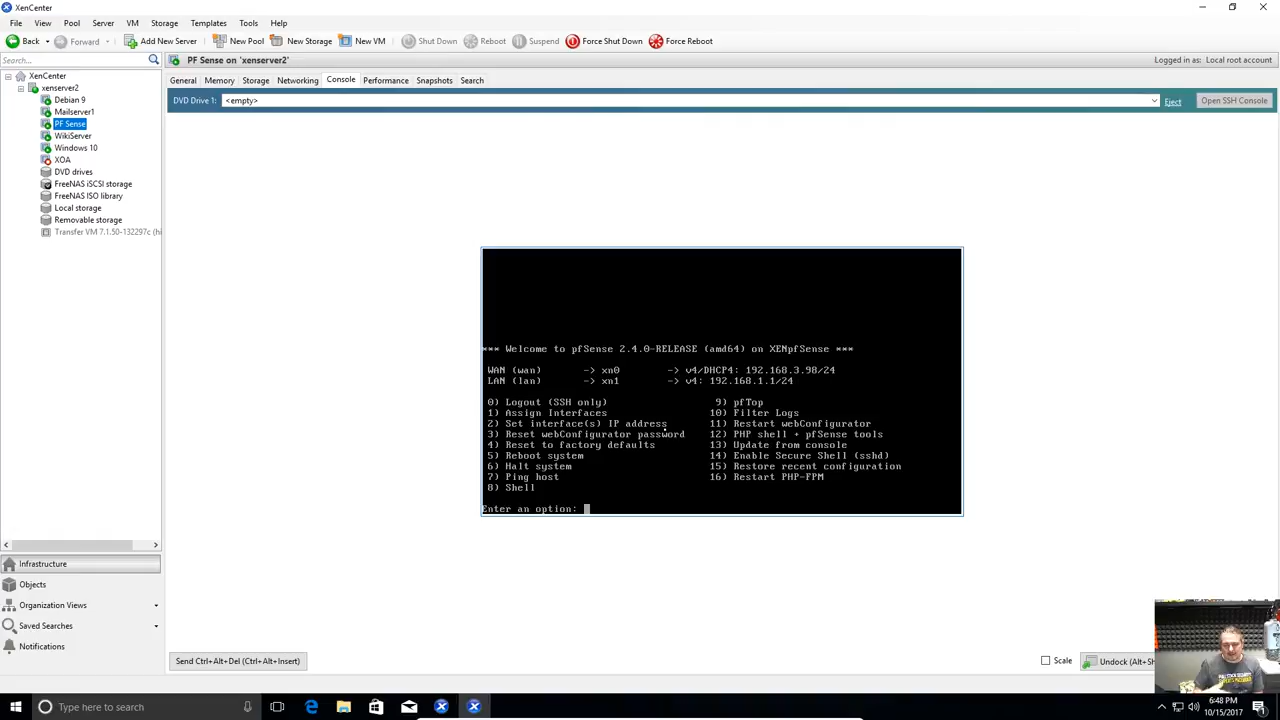 XenCenter
File View Pool Server VM Storage Templates Tools Help
Back Forward Add New Server New Pool New Storage New VM Shut Down Reboot Suspend Force Shut Down Force Reboot
Search...
PF Sense on 'xenserver2'
Logged in as: Local root account
XenCenter
xenserver2
Debian 9
Mailserver1
PF Sense
WikiServer
Windows 10
XOA
DVD drives
FreeNAS iSCSI storage
FreeNAS ISO library
Local storage
Removable storage
Transfer VM 7.1.50-132297c (hi
General Memory Storage Networking Console Performance Snapshots Search
DVD Drive 1: <empty> Eject Open SSH Console
*** Welcome to pfSense 2.4.0-RELEASE (amd64) on XENpfSense ***
WAN (wan) -> xn0 -> v4/DHCP4: 192.168.3.98/24
LAN (lan) -> xn1 -> v4: 192.168.1.1/24
0) Logout (SSH only) 9) pfTop
1) Assign Interfaces 10) Filter Logs
2) Set interface(s) IP address 11) Restart webConfigurator
3) Reset webConfigurator password 12) PHP shell + pfSense tools
4) Reset to factory defaults 13) Update from console
5) Reboot system 14) Enable Secure Shell (sshd)
6) Halt system 15) Restore recent configuration
7) Ping host 16) Restart PHP-FPM
8) Shell
Enter an option:
Infrastructure
Objects
Organization Views
Saved Searches
Notifications
Send Ctrl+Alt+Del (Ctrl+Alt+Insert)
Scale
Undock (Alt+Sh
Type here to search
6:48 PM
10/15/2017